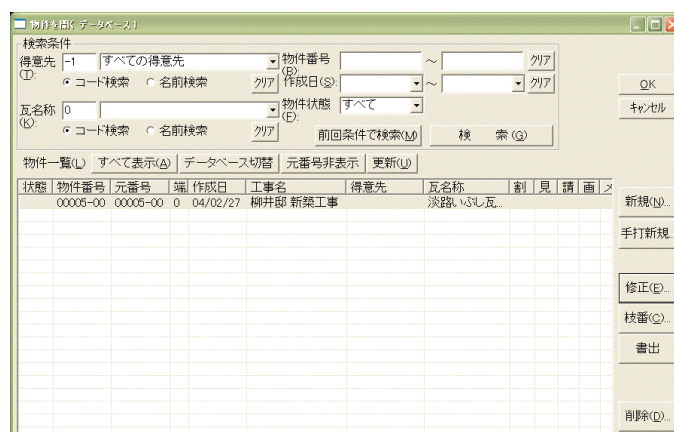 物件を開く データベース1
検索条件
得意先(T): -1 すべての得意先
コード検索 名前検索 クリア
物件番号(B): ～ クリア
作成日(S): ～ クリア
瓦名称(K): 0
コード検索 名前検索 クリア
物件状態(F): すべて
前回条件で検索(M) 検 索(G)
OK
キャンセル
物件一覧(L) すべて表示(A) データベース切替 元番号非表示 更新(U)
状態 物件番号 元番号 端 作成日 工事名 得意先 瓦名称 割 見 請 画 メ
00005-00 00005-00 0 04/02/27 柳井邸 新築工事 淡路いぶし瓦...
新規(N)...
手打新規
修正(E)...
枝番(C)...
書出
削除(D)...